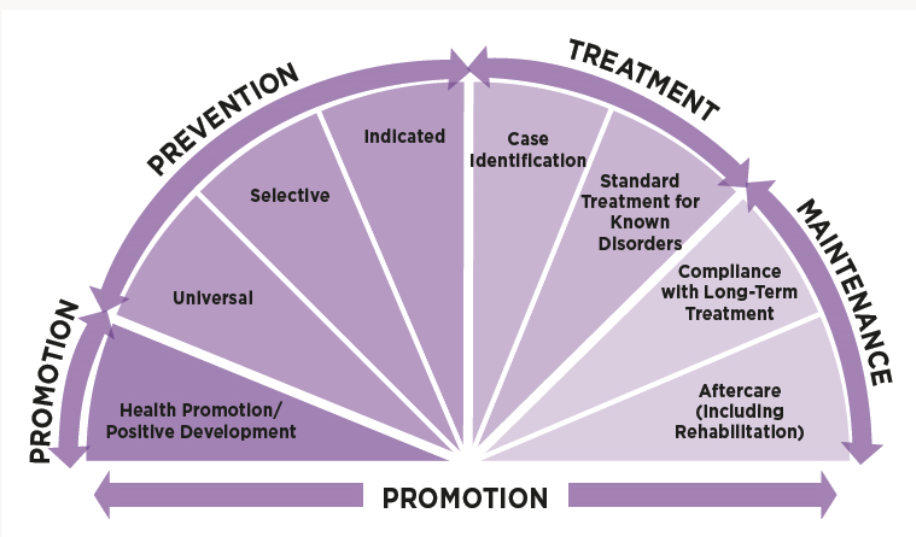 PROMOTION
PREVENTION
TREATMENT
MAINTENANCE
Health Promotion/
Positive Development
Universal
Selective
Indicated
Case
Identification
Standard
Treatment for
Known
Disorders
Compliance
with Long-Term
Treatment
Aftercare
(Including
Rehabilitation)
PROMOTION